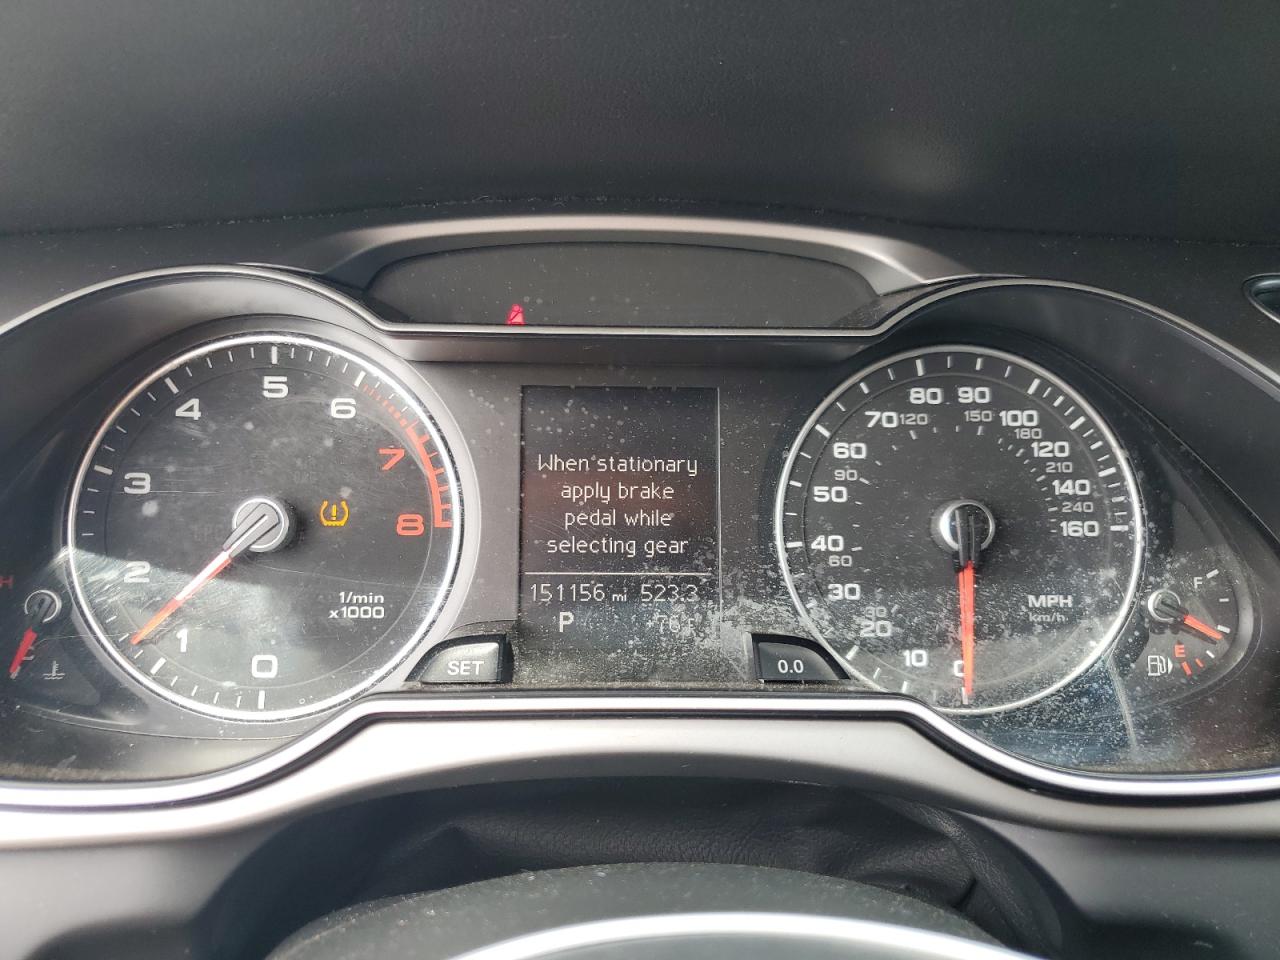 5
4
6
3
7
8
2
1
0
1/min
x1000
H
SET
When stationary
apply brake
pedal while
selecting gear
151156 mi 523.3
P
0.0
80 90
70 120 150 100
60 180 120
90 210
50 140
240
40 160
60
30
30
20
10 0
MPH
km/h
F
E